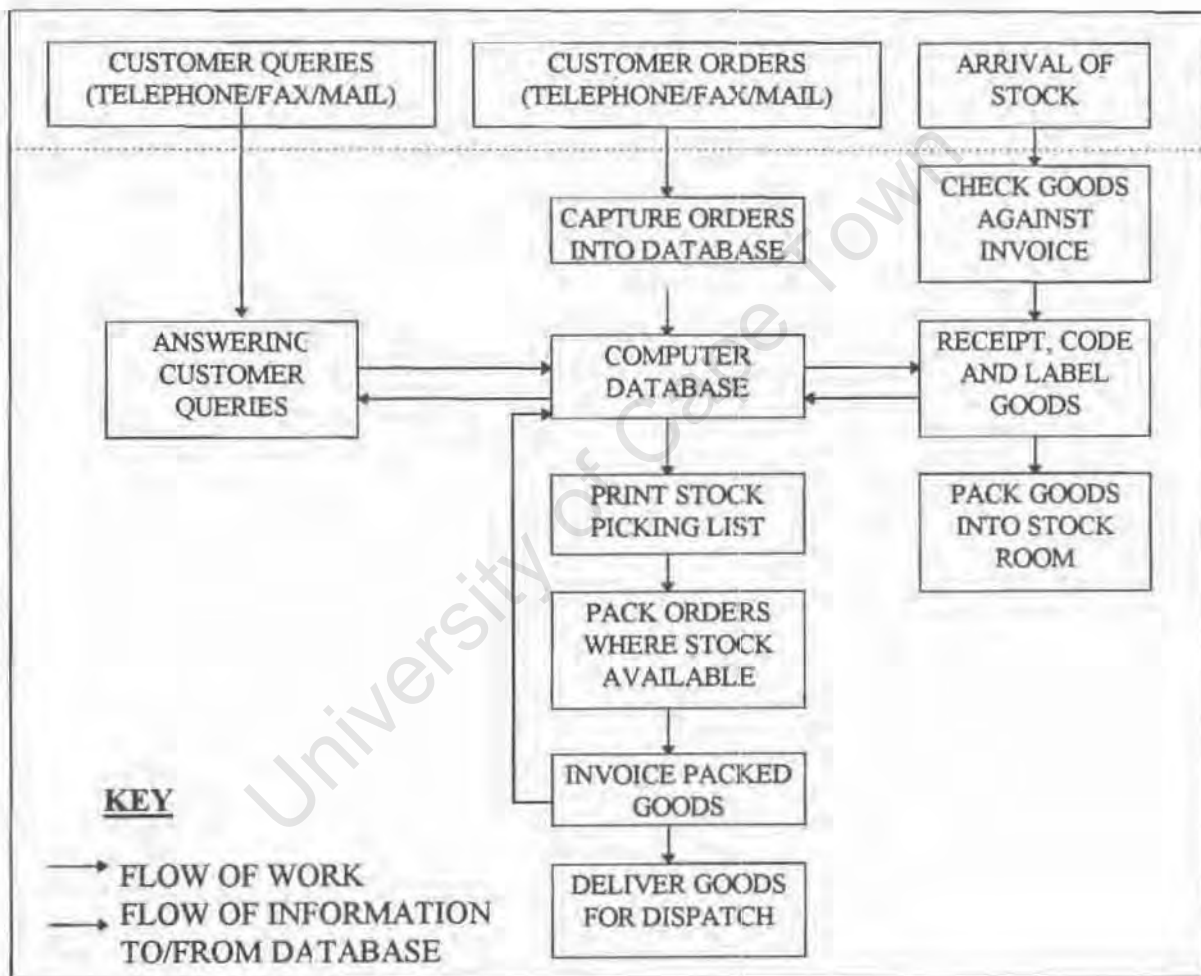 CUSTOMER QUERIES
(TELEPHONE/FAX/MAIL)
CUSTOMER ORDERS
(TELEPHONE/FAX/MAIL)
ARRIVAL OF
STOCK
CAPTURE ORDERS
INTO DATABASE
CHECK GOODS
AGAINST
INVOICE
ANSWERING
CUSTOMER
QUERIES
COMPUTER
DATABASE
RECEIPT, CODE
AND LABEL
GOODS
PRINT STOCK
PICKING LIST
PACK GOODS
INTO STOCK
ROOM
PACK ORDERS
WHERE STOCK
AVAILABLE
INVOICE PACKED
GOODS
DELIVER GOODS
FOR DISPATCH
KEY
FLOW OF WORK
FLOW OF INFORMATION
TO/FROM DATABASE
University of Cape Town